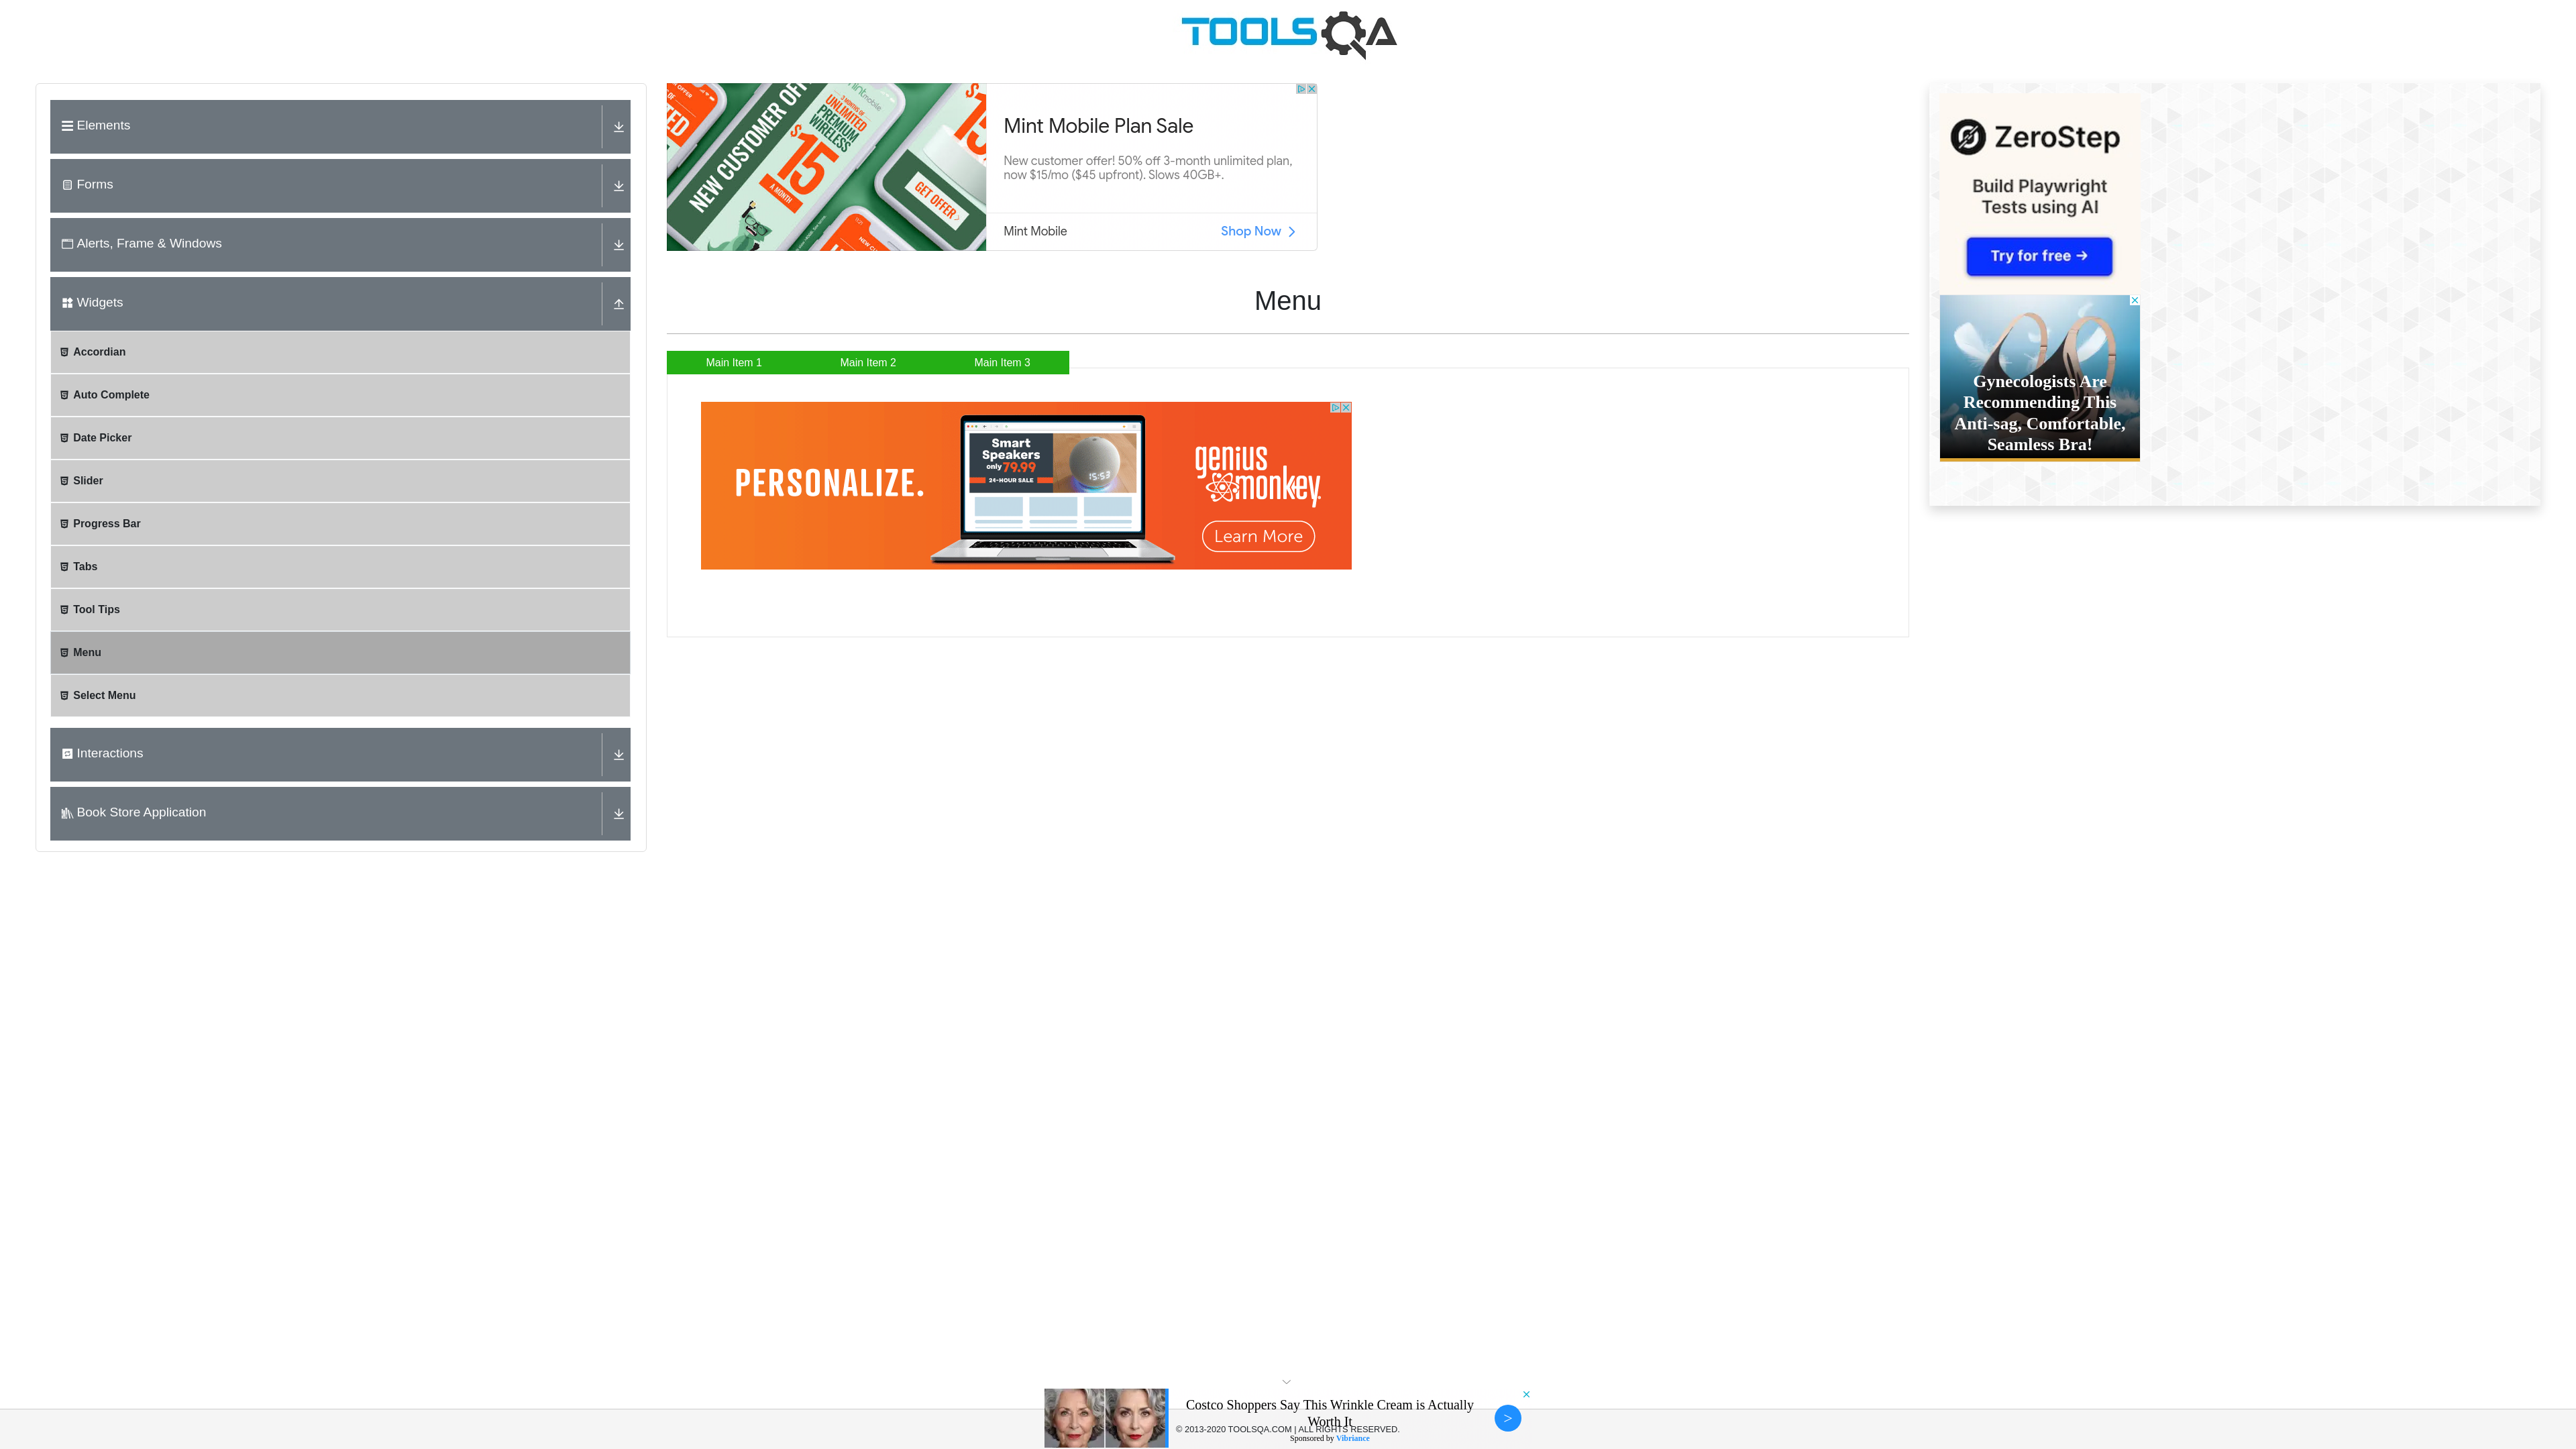 TOOLSQA
Elements
Forms
Alerts, Frame & Windows
Widgets
Accordian
Auto Complete
Date Picker
Slider
Progress Bar
Tabs
Tool Tips
Menu
Select Menu
Interactions
Book Store Application
NEW CUSTOMER OFFER
3 MONTHS OF
UNLIMITED
PREMIUM
WIRELESS
$15
A MONTH
GET OFFER
Mint Mobile Plan Sale
New customer offer! 50% off 3-month unlimited plan,
now $15/mo ($45 upfront). Slows 40GB+.
Mint Mobile
Shop Now
Menu
Main Item 1
Main Item 2
Main Item 3
PERSONALIZE.
Smart
Speakers
only 79.99
24-HOUR SALE
15:53
genius
monkey
Learn More
ZeroStep
Build Playwright
Tests using AI
Try for free →
Gynecologists Are
Recommending This
Anti-sag, Comfortable,
Seamless Bra!
Costco Shoppers Say This Wrinkle Cream is Actually
Worth It
© 2013-2020 TOOLSQA.COM | ALL RIGHTS RESERVED.
Sponsored by Vibriance
>